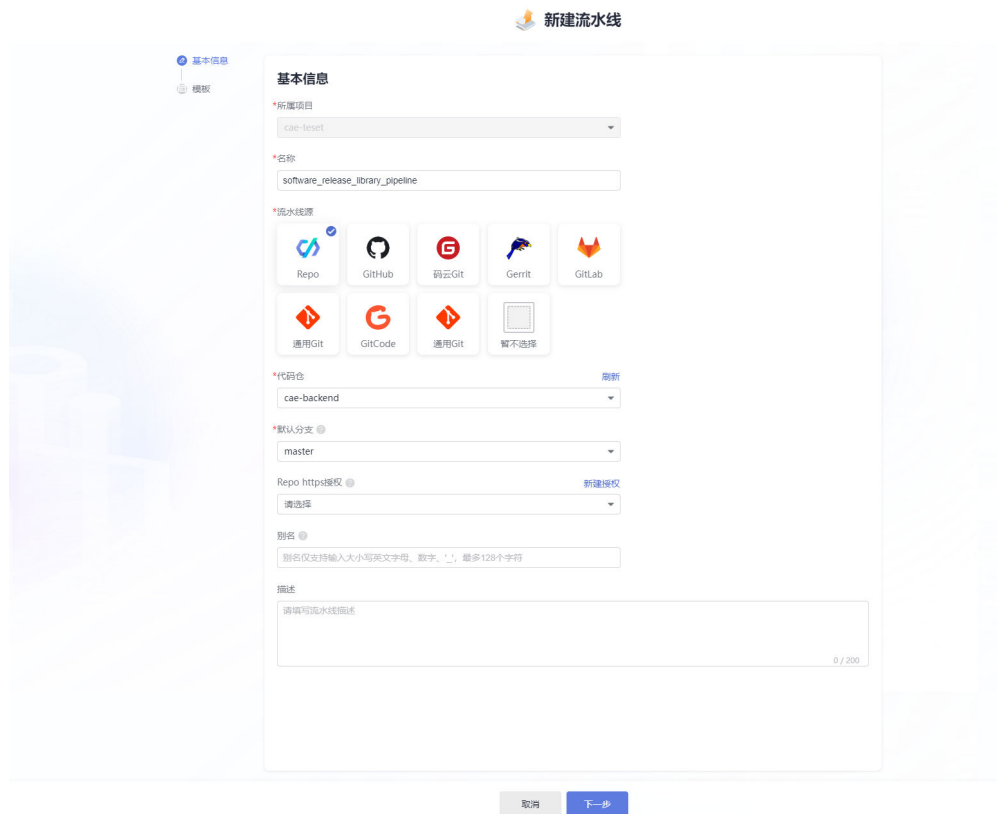 新建流水线
基本信息
模板
基本信息
*所属项目
cae-teset
*名称
software_release_library_pipeline
*流水线源
Repo
GitHub
码云Git
Gerrit
GitLab
通用Git
GitCode
通用Git
暂不选择
*代码仓
刷新
cae-backend
*默认分支
master
Repo https授权
新建授权
请选择
别名
别名仅支持输入大小写英文字母、数字、'_'，最多128个字符
描述
请填写流水线描述
0 / 200
取消
下一步